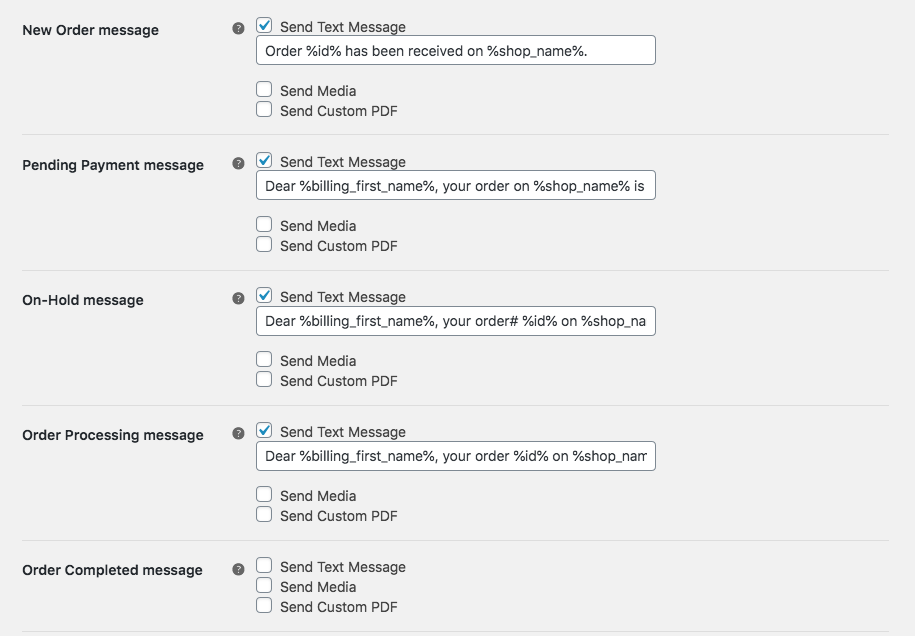 New Order message
? Send Text Message
Order %id% has been received on %shop_name%.
Send Media
Send Custom PDF
Pending Payment message
? Send Text Message
Dear %billing_first_name%, your order on %shop_name% is
Send Media
Send Custom PDF
On-Hold message
? Send Text Message
Dear %billing_first_name%, your order# %id% on %shop_na
Send Media
Send Custom PDF
Order Processing message
? Send Text Message
Dear %billing_first_name%, your order %id% on %shop_nam
Send Media
Send Custom PDF
Order Completed message
? Send Text Message
Send Media
Send Custom PDF